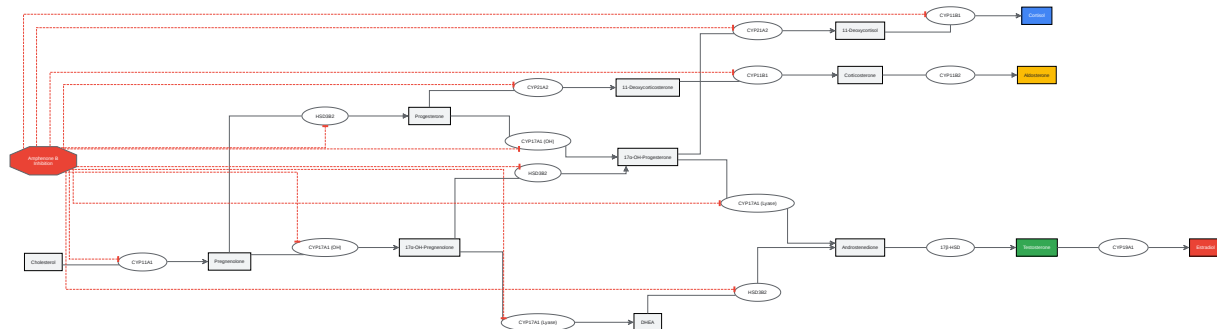 CYP11B1
Cortisol
CYP21A2
11-Deoxycortisol
CYP11B1
Corticosterone
CYP11B2
Aldosterone
CYP21A2
11-Deoxycorticosterone
HSD3B2
Progesterone
CYP17A1 (OH)
17α-OH-Progesterone
Amphenone B
Inhibition
HSD3B2
CYP17A1 (Lyase)
CYP17A1 (OH)
17α-OH-Pregnenolone
Androstenedione
17β-HSD
Testosterone
CYP19A1
Estradiol
Cholesterol
CYP11A1
Pregnenolone
HSD3B2
CYP17A1 (Lyase)
DHEA